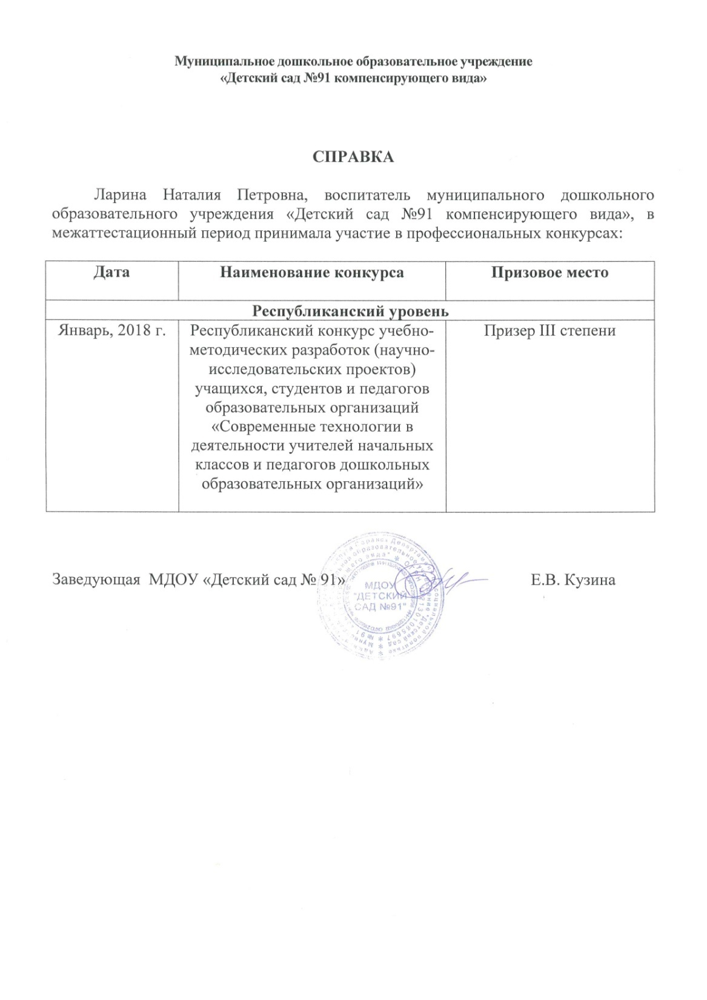 Муниципальное дошкольное образовательное учреждение
«Детский сад №91 компенсирующего вида»
СПРАВКА
Ларина Наталия Петровна, воспитатель муниципального дошкольного
образовательного учреждения «Детский сад №91 компенсирующего вида», в
межаттестационный период принимала участие в профессиональных конкурсах:
Дата Наименование конкурса Призовое место
Республиканский уровень
Январь, 2018 г. Республиканский конкурс учебно- Призер III степени
методических разработок (научно-
исследовательских проектов)
учащихся, студентов и педагогов
образовательных организаций
«Современные технологии в
деятельности учителей начальных
классов и педагогов дошкольных
образовательных организаций»
Заведующая МДОУ «Детский сад № 91» Е.В. Кузина
МДОУ
"ДЕТСКИЙ
САД №91"